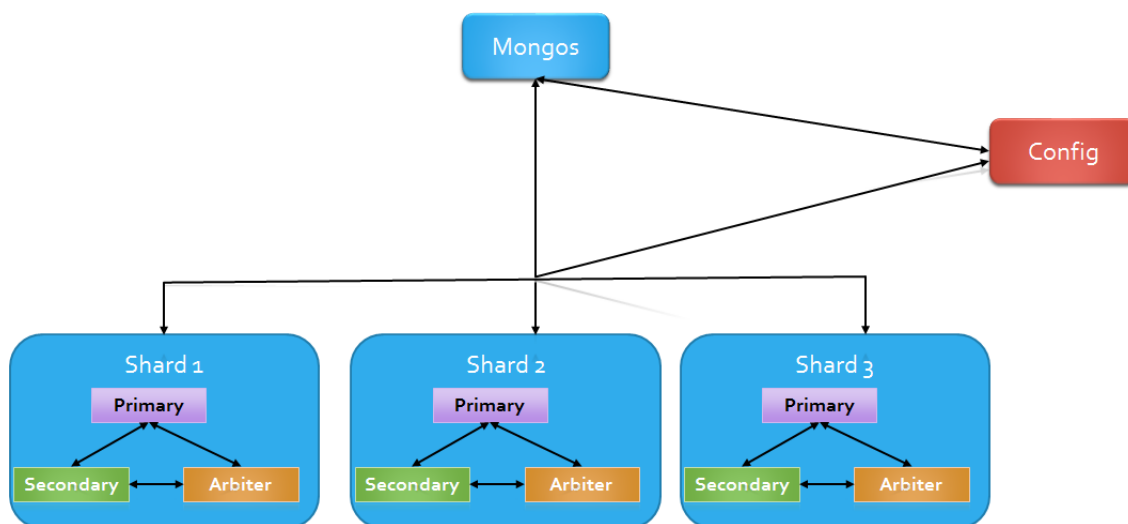 Mongos
Config
Shard 1
Shard 2
Shard 3
Primary
Primary
Primary
Secondary
Arbiter
Secondary
Arbiter
Secondary
Arbiter